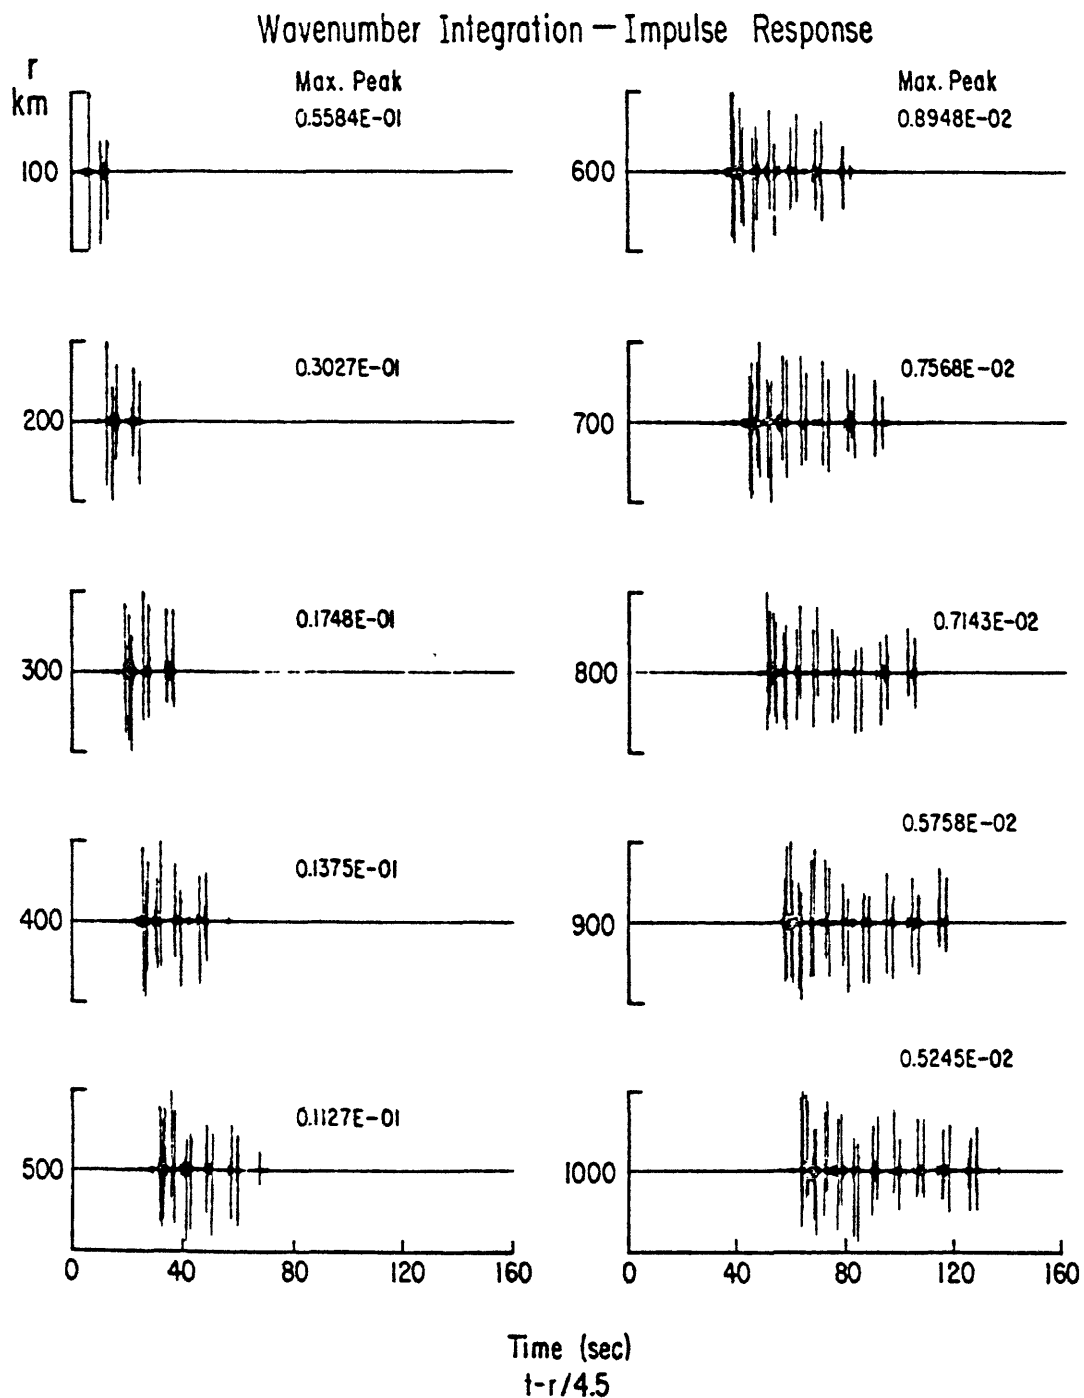 Wavenumber Integration — Impulse Response
r
km
Max. Peak
0.5584E-01
100
0.3027E-01
200
0.1748E-01
300
0.1375E-01
400
0.1127E-01
500
0 40 80 120 160
Max. Peak
0.8948E-02
600
0.7568E-02
700
0.7143E-02
800
0.5758E-02
900
0.5245E-02
1000
0 40 80 120 160
Time (sec)
t-r/4.5